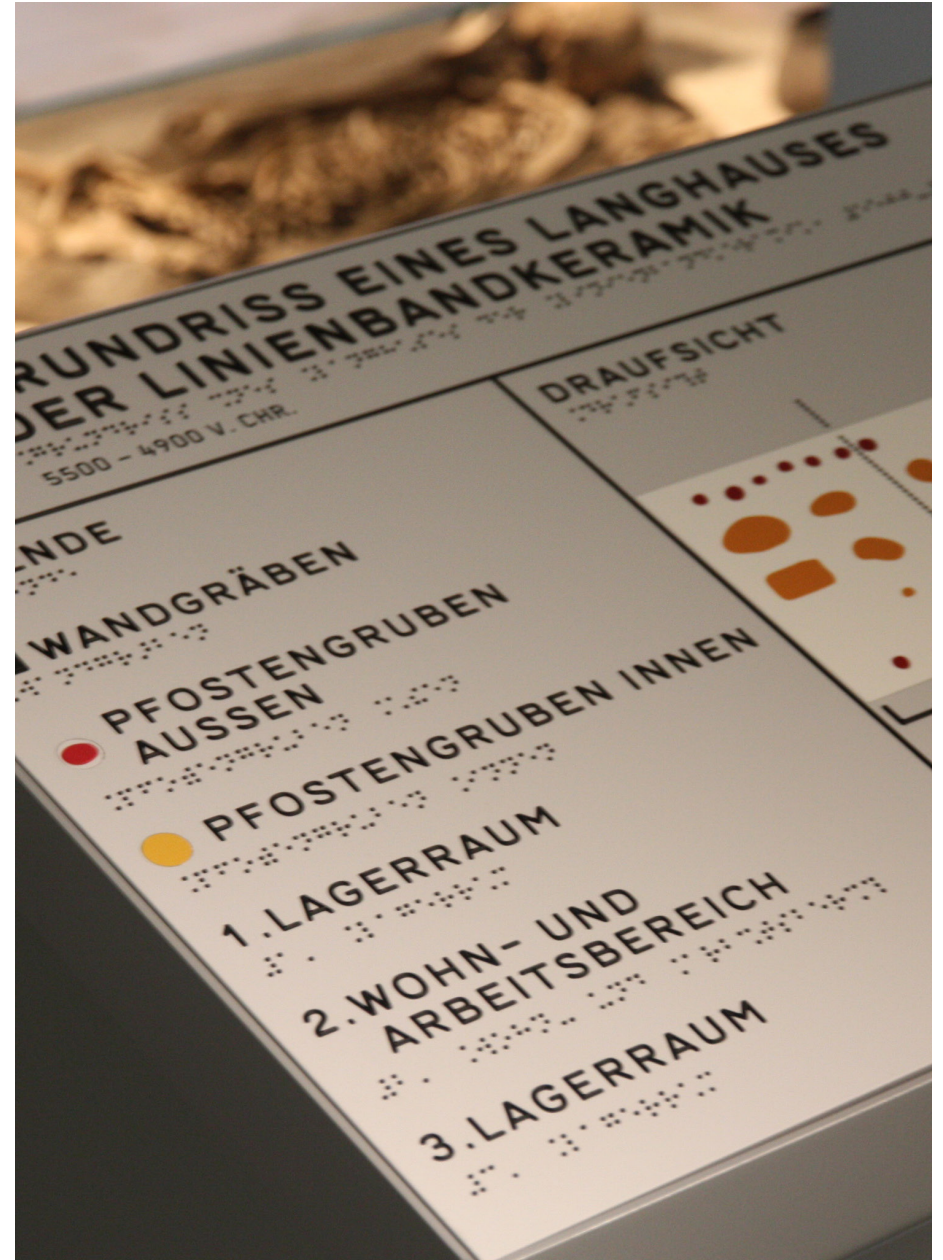 RUNDRISS EINES LANGHAUSES
DER LINIENBANDKERAMIK
5500 – 4900 V. CHR.
ENDE
WANDGRÄBEN
PFOSTENGRUBEN
AUSSEN
PFOSTENGRUBEN INNEN
1. LAGERRAUM
2. WOHN- UND
ARBEITSBEREICH
3. LAGERRAUM
DRAUFSICHT